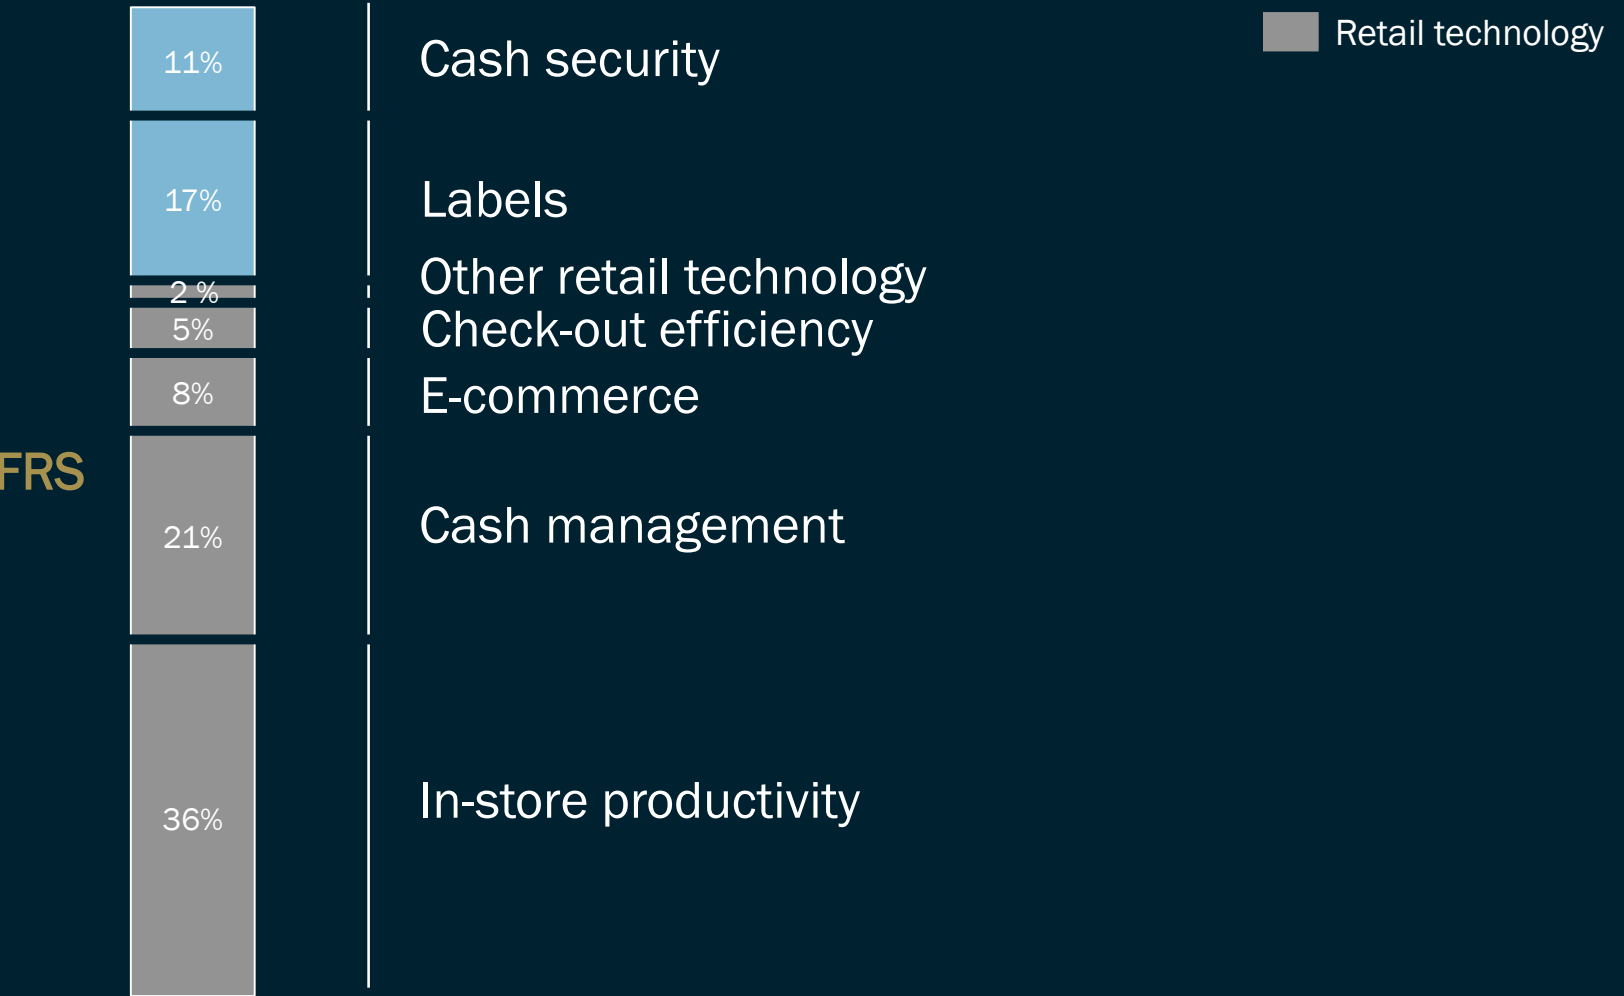 Retail technology
11% Cash security
17% Labels
2 % Other retail technology
5% Check-out efficiency
8% E-commerce
FRS
21% Cash management
36% In-store productivity